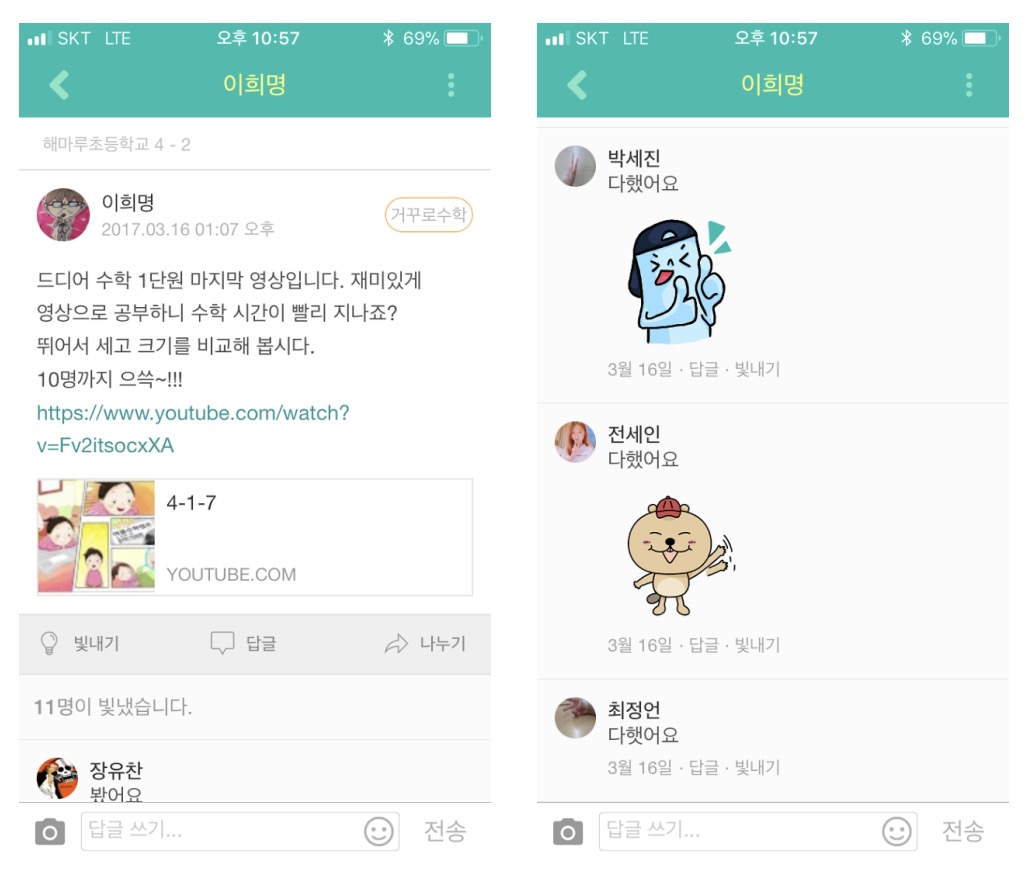 SKT LTE 오후 10:57 69%
이희명
해마루초등학교 4 - 2
이희명
2017.03.16 01:07 오후
거꾸로수학
드디어 수학 1단원 마지막 영상입니다. 재미있게
영상으로 공부하니 수학 시간이 빨리 지나죠?
뛰어서 세고 크기를 비교해 봅시다.
10명까지 으쓱~!!!
https://www.youtube.com/watch?
v=Fv2itsocxXA
4-1-7
YOUTUBE.COM
빛내기 답글 나누기
11명이 빛냈습니다.
장유찬
봤어요
답글 쓰기... 전송
SKT LTE 오후 10:57 69%
이희명
박세진
다했어요
3월 16일 · 답글 · 빛내기
전세인
다했어요
3월 16일 · 답글 · 빛내기
최정언
다햇어요
3월 16일 · 답글 · 빛내기
답글 쓰기... 전송